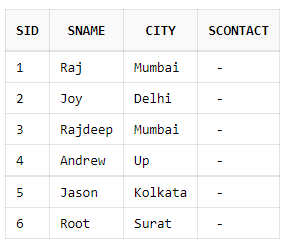 SID SNAME CITY SCONTACT
1 Raj Mumbai -
2 Joy Delhi -
3 Rajdeep Mumbai -
4 Andrew Up -
5 Jason Kolkata -
6 Root Surat -